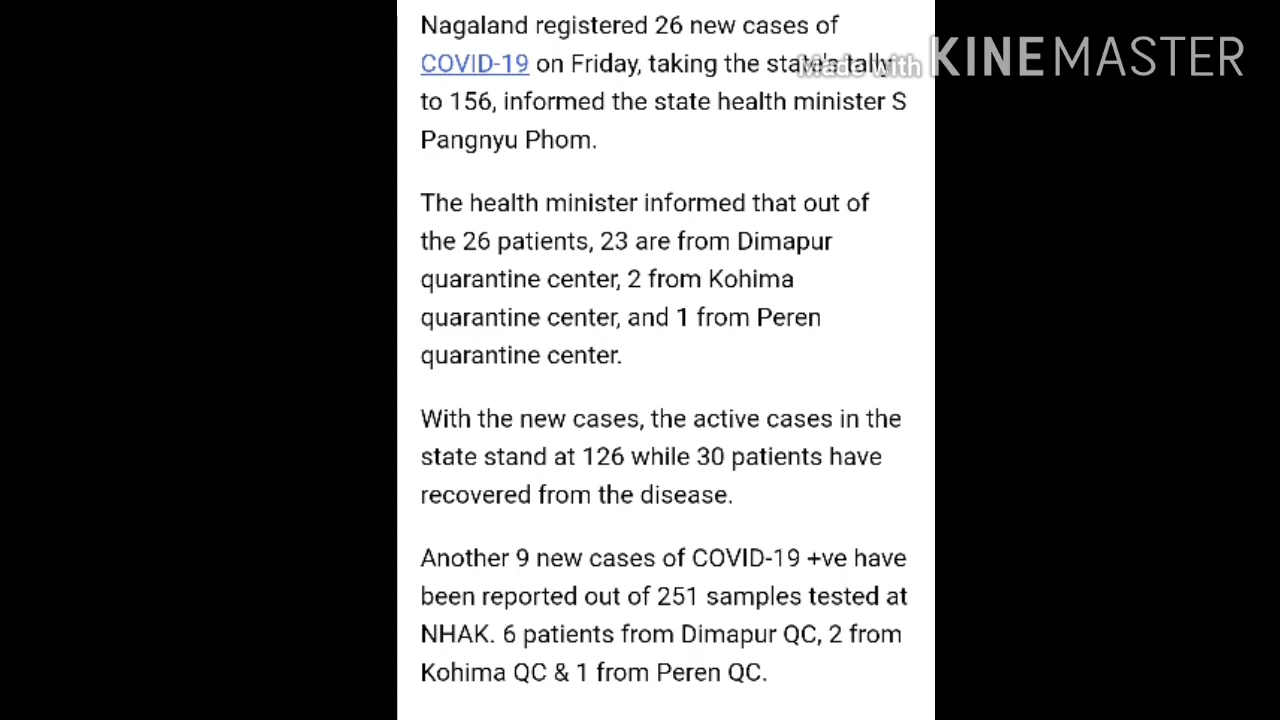 Nagaland registered 26 new cases of
COVID-19 on Friday, taking the state's tally
Made with KINEMASTER
to 156, informed the state health minister S
Pangnyu Phom.
The health minister informed that out of
the 26 patients, 23 are from Dimapur
quarantine center, 2 from Kohima
quarantine center, and 1 from Peren
quarantine center.
With the new cases, the active cases in the
state stand at 126 while 30 patients have
recovered from the disease.
Another 9 new cases of COVID-19 +ve have
been reported out of 251 samples tested at
NHAK. 6 patients from Dimapur QC, 2 from
Kohima QC & 1 from Peren QC.